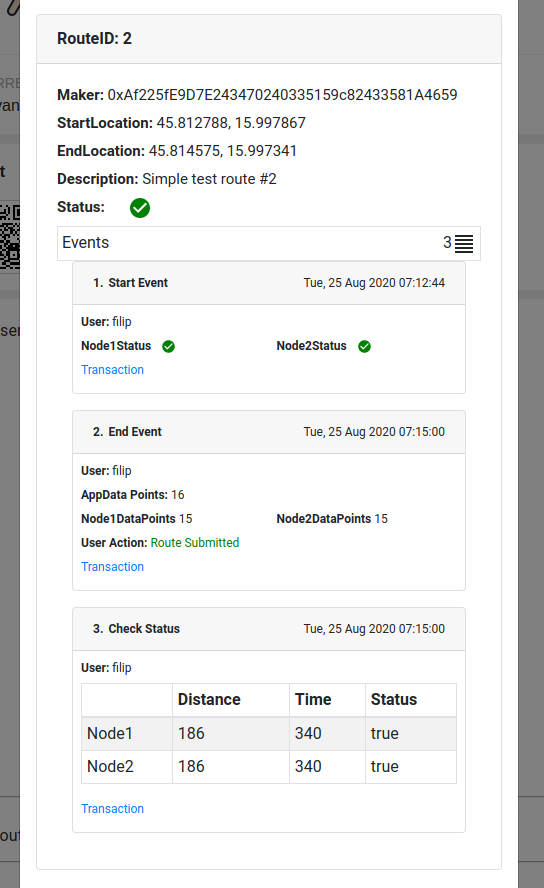 RouteID: 2
Maker: 0xAf225fE9D7E243470240335159c82433581A4659
StartLocation: 45.812788, 15.997867
EndLocation: 45.814575, 15.997341
Description: Simple test route #2
Status:
Events 3
1. Start Event Tue, 25 Aug 2020 07:12:44
User: filip
Node1Status Node2Status
Transaction
2. End Event Tue, 25 Aug 2020 07:15:00
User: filip
AppData Points: 16
Node1DataPoints 15 Node2DataPoints 15
User Action: Route Submitted
Transaction
3. Check Status Tue, 25 Aug 2020 07:15:00
User: filip
Distance Time Status
Node1 186 340 true
Node2 186 340 true
Transaction